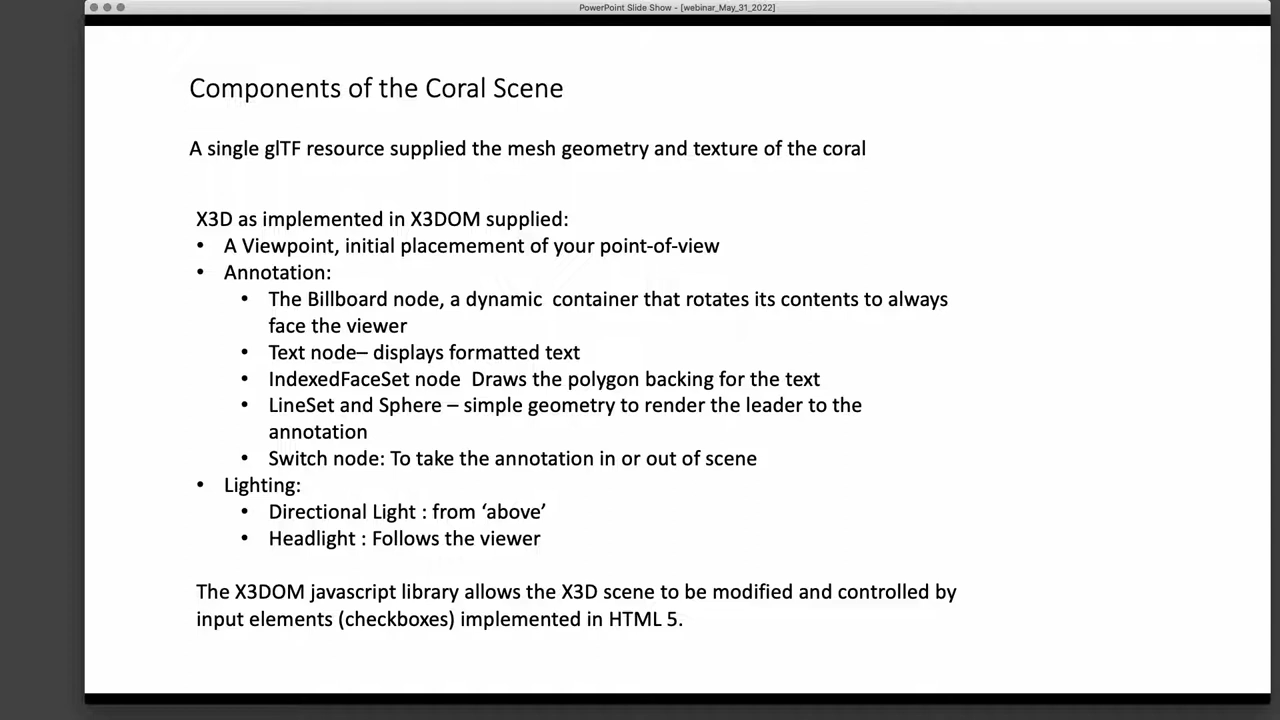 PowerPoint Slide Show - [webinar_May_31_2022]
Components of the Coral Scene
A single glTF resource supplied the mesh geometry and texture of the coral
X3D as implemented in X3DOM supplied:
• A Viewpoint, initial placemement of your point-of-view
• Annotation:
• The Billboard node, a dynamic  container that rotates its contents to always
face the viewer
• Text node– displays formatted text
• IndexedFaceSet node  Draws the polygon backing for the text
• LineSet and Sphere – simple geometry to render the leader to the
annotation
• Switch node: To take the annotation in or out of scene
• Lighting:
• Directional Light : from ‘above’
• Headlight : Follows the viewer
The X3DOM javascript library allows the X3D scene to be modified and controlled by
input elements (checkboxes) implemented in HTML 5.